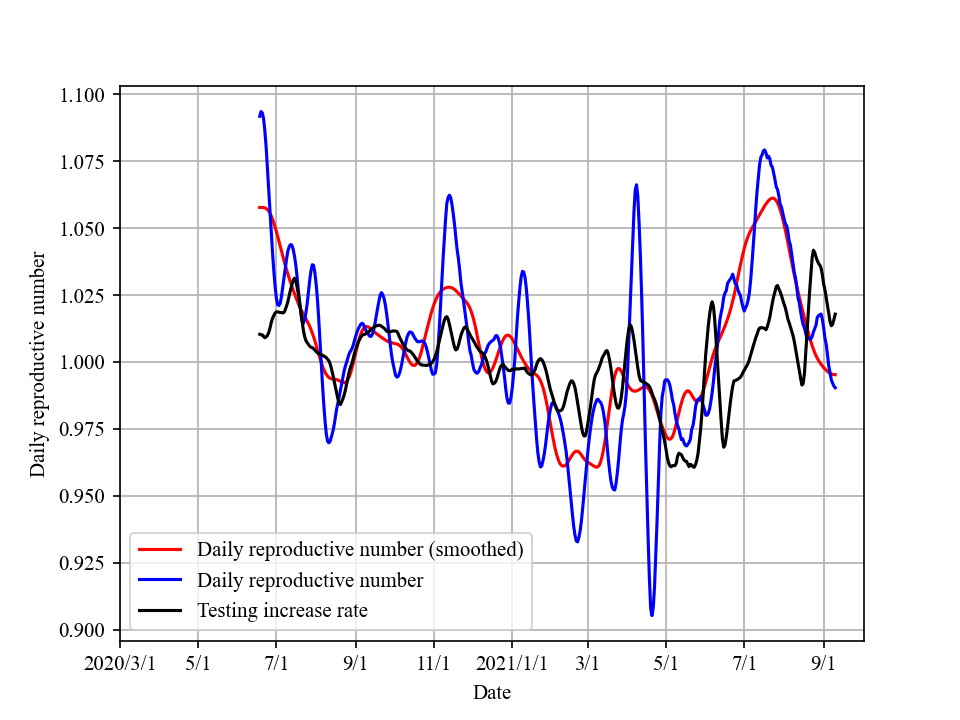 1.100
1.075
1.050
1.025
1.000
0.975
0.950
0.925
0.900
Daily reproductive number
Daily reproductive number (smoothed)
Daily reproductive number
Testing increase rate
2020/3/1 5/1 7/1 9/1 11/1 2021/1/1 3/1 5/1 7/1 9/1
Date